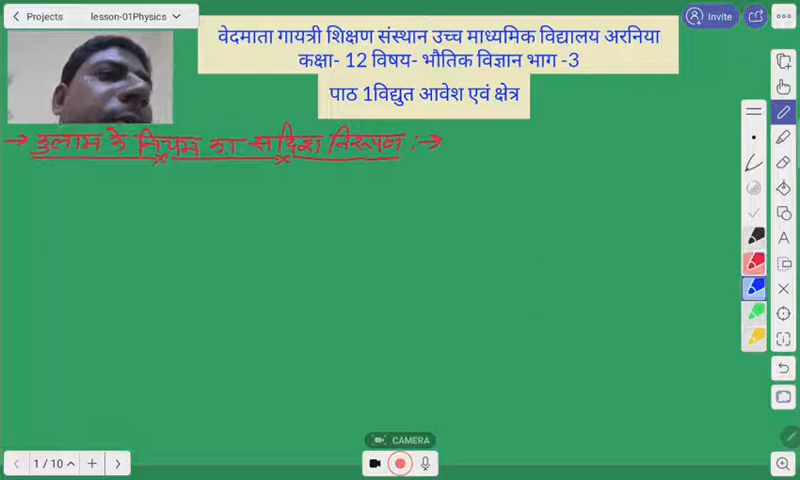 Projects lesson-01Physics
Invite
वेदमाता गायत्री शिक्षण संस्थान उच्च माध्यमिक विद्यालय अरनिया
कक्षा- 12 विषय- भौतिक विज्ञान भाग -3
पाठ 1विद्युत आवेश एवं क्षेत्र
→ कुलाम के नियम का सदिश निरूपण :→
CAMERA
1 / 10